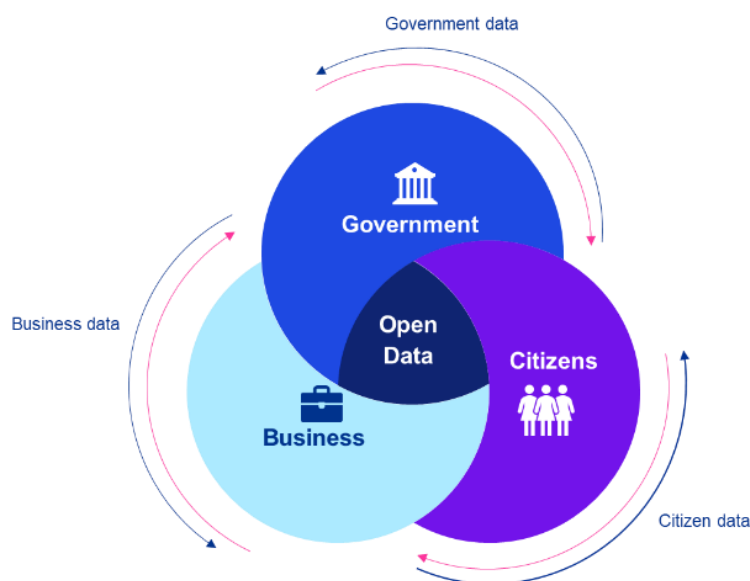 Government data
Government
Business data
Open
Data
Citizens
Business
Citizen data